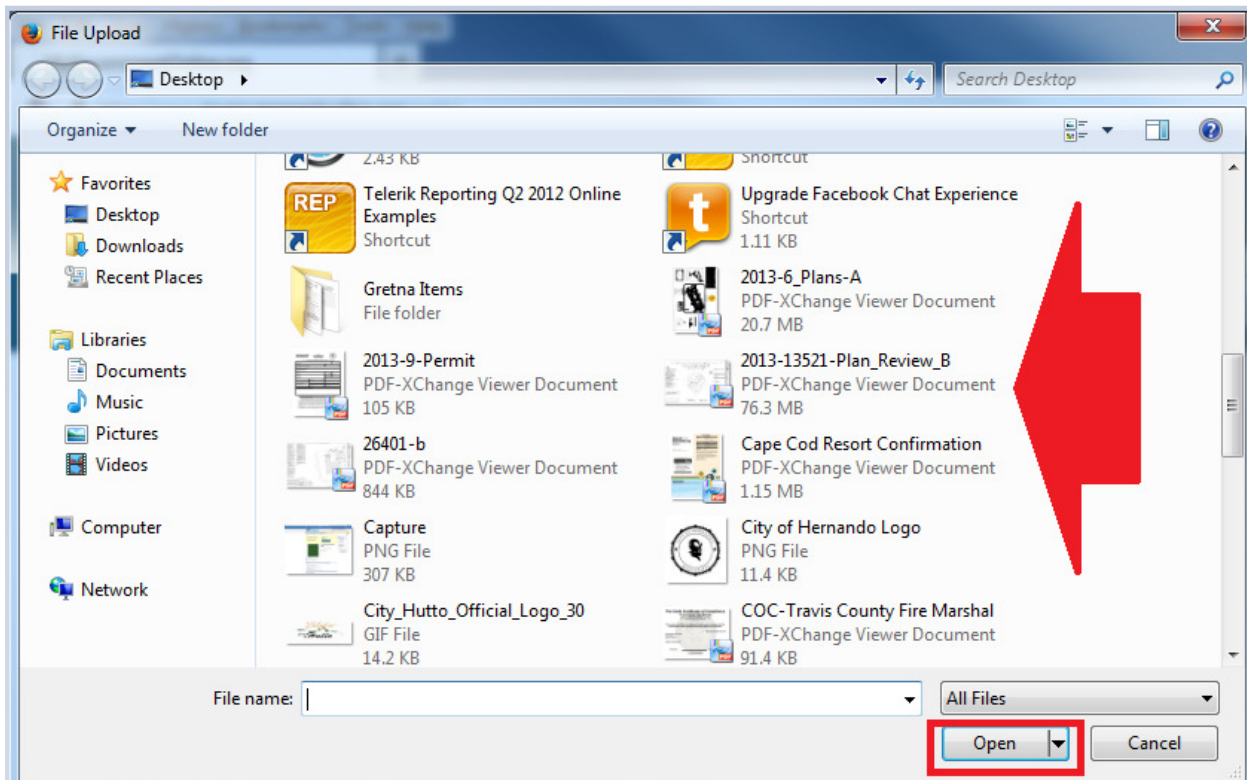 File Upload
Desktop
Search Desktop
Organize
New folder
Favorites
Desktop
Downloads
Recent Places
Libraries
Documents
Music
Pictures
Videos
Computer
Network
2.43 KB
Shortcut
REP
Telerik Reporting Q2 2012 Online
Examples
Shortcut
t
Upgrade Facebook Chat Experience
Shortcut
1.11 KB
Gretna Items
File folder
2013-6_Plans-A
PDF-XChange Viewer Document
20.7 MB
2013-9-Permit
PDF-XChange Viewer Document
105 KB
2013-13521-Plan_Review_B
PDF-XChange Viewer Document
76.3 MB
26401-b
PDF-XChange Viewer Document
844 KB
Cape Cod Resort Confirmation
PDF-XChange Viewer Document
1.15 MB
Capture
PNG File
307 KB
City of Hernando Logo
PNG File
11.4 KB
City_Hutto_Official_Logo_30
GIF File
14.2 KB
COC-Travis County Fire Marshal
PDF-XChange Viewer Document
91.4 KB
File name:
All Files
Open
Cancel